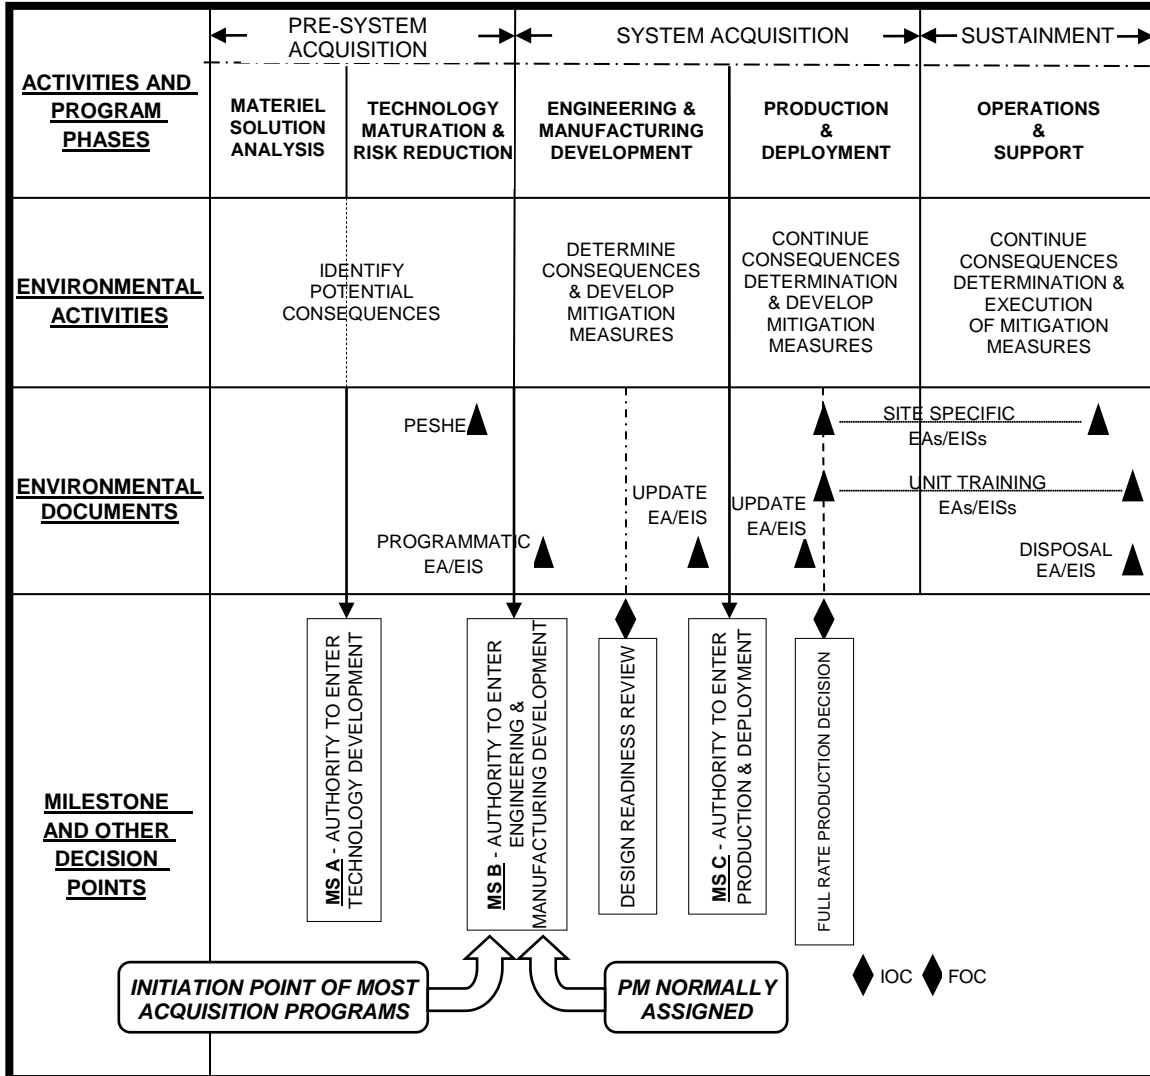 PRE-SYSTEM
ACQUISITION
SYSTEM ACQUISITION
SUSTAINMENT
ACTIVITIES AND
PROGRAM
PHASES
MATERIEL
SOLUTION
ANALYSIS
TECHNOLOGY
MATURATION &
RISK REDUCTION
ENGINEERING &
MANUFACTURING
DEVELOPMENT
PRODUCTION
&
DEPLOYMENT
OPERATIONS
&
SUPPORT
ENVIRONMENTAL
ACTIVITIES
IDENTIFY
POTENTIAL
CONSEQUENCES
DETERMINE
CONSEQUENCES
& DEVELOP
MITIGATION
MEASURES
CONTINUE
CONSEQUENCES
DETERMINATION
& DEVELOP
MITIGATION
MEASURES
CONTINUE
CONSEQUENCES
DETERMINATION &
EXECUTION
OF MITIGATION
MEASURES
ENVIRONMENTAL
DOCUMENTS
PESHE
PROGRAMMATIC
EA/EIS
UPDATE
EA/EIS
UPDATE
EA/EIS
SITE SPECIFIC
EAs/EISs
UNIT TRAINING
EAs/EISs
DISPOSAL
EA/EIS
MILESTONE
AND OTHER
DECISION
POINTS
MS A - AUTHORITY TO ENTER
TECHNOLOGY DEVELOPMENT
MS B - AUTHORITY TO ENTER
ENGINEERING &
MANUFACTURING DEVELOPMENT
DESIGN READINESS REVIEW
MS C - AUTHORITY TO ENTER
PRODUCTION & DEPLOYMENT
FULL RATE PRODUCTION DECISION
IOC
FOC
INITIATION POINT OF MOST
ACQUISITION PROGRAMS
PM NORMALLY
ASSIGNED